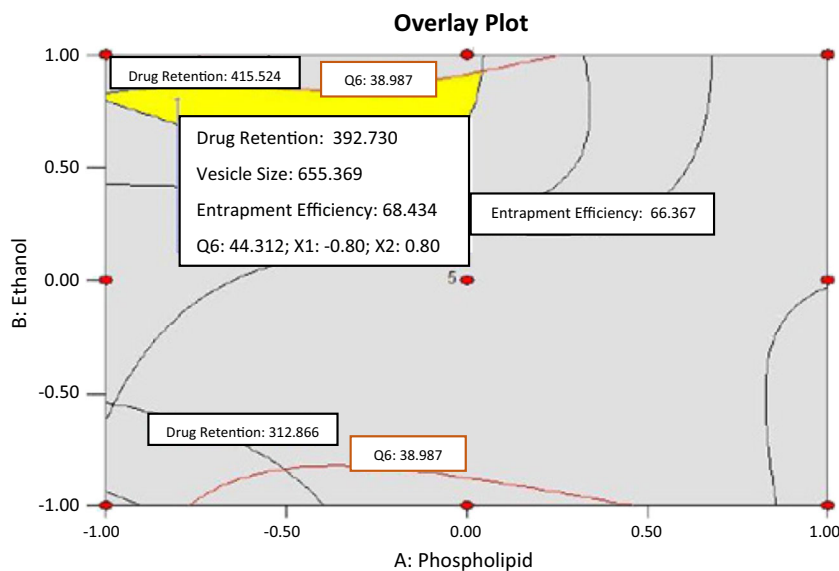 Overlay Plot
1.00
Drug Retention: 415.524
Q6: 38.987
Drug Retention: 392.730
Vesicle Size: 655.369
Entrapment Efficiency: 68.434
Q6: 44.312; X1: -0.80; X2: 0.80
0.50
Entrapment Efficiency: 66.367
B: Ethanol
0.00
5
-0.50
Drug Retention: 312.866
Q6: 38.987
-1.00
-1.00
-0.50
0.00
0.50
1.00
A: Phospholipid